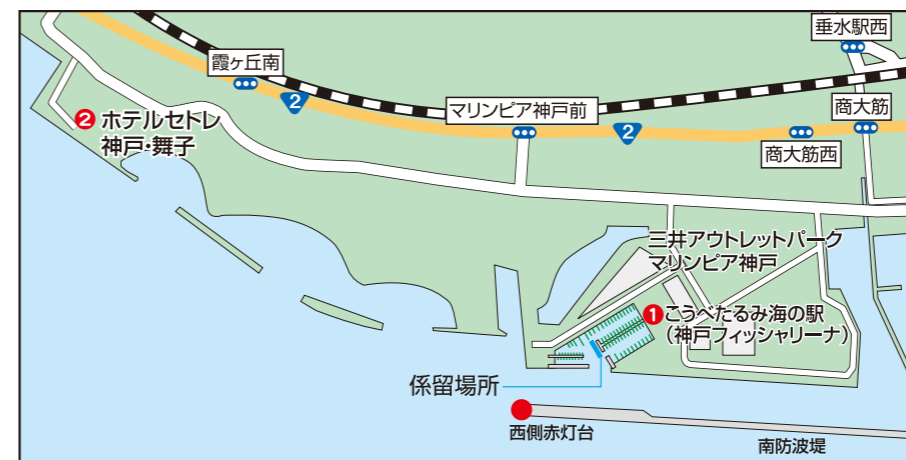 垂水駅西
霞ヶ丘南
2
マリンピア神戸前
2
商大筋
商大筋西
2 ホテルセトレ
神戸・舞子
三井アウトレットパーク
マリンピア神戸
1 こうべたるみ海の駅
（神戸フィッシャリーナ）
係留場所
西側赤灯台
南防波堤